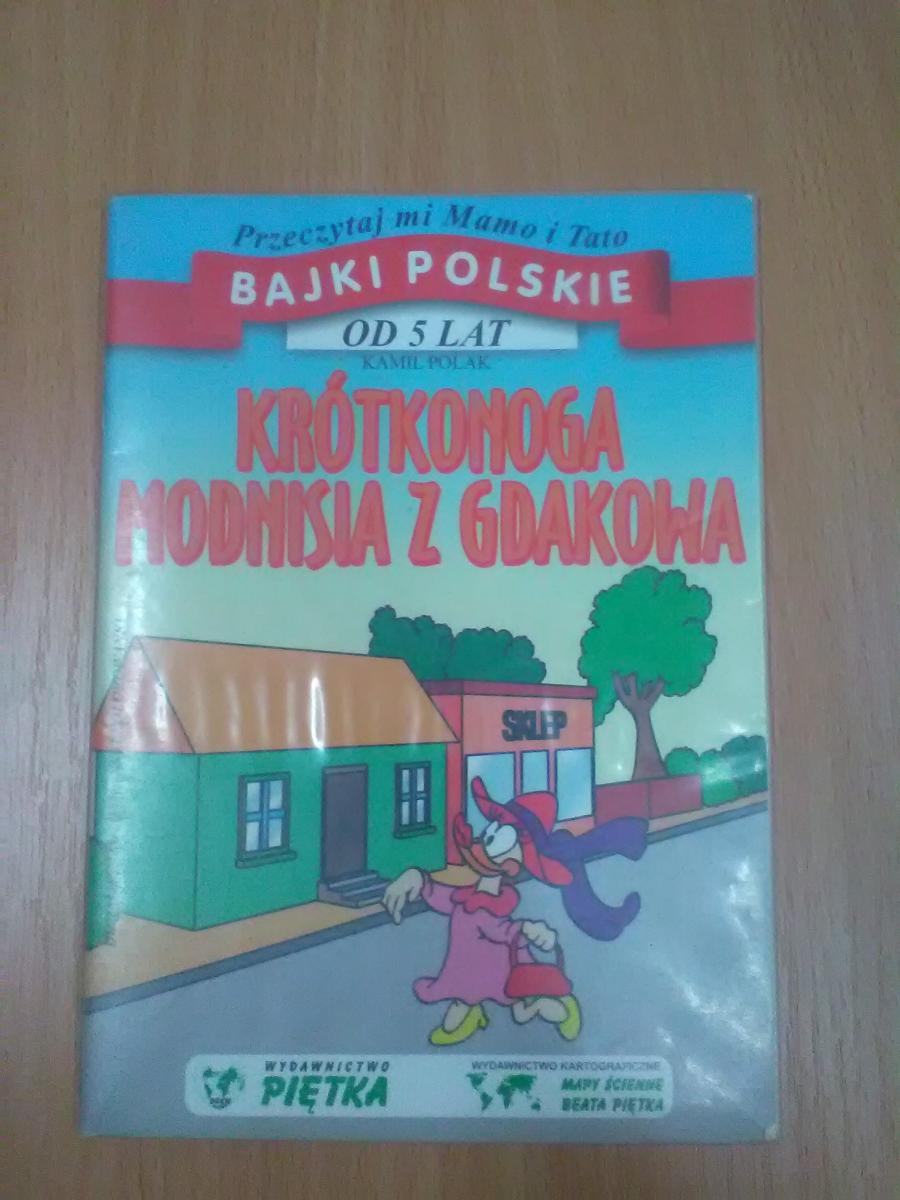 Przeczytaj mi Mamo i Tato
BAJKI POLSKIE
OD 5 LAT
KAMIL POLAK
KRÓTKONOGA
MODNISIA Z GDAKOWA
SKLEP
WYDAWNICTWO
PIĘTKA
WYDAWNICTWO KARTOGRAFICZNE
MAPY ŚCIENNE
BEATA PIĘTKA